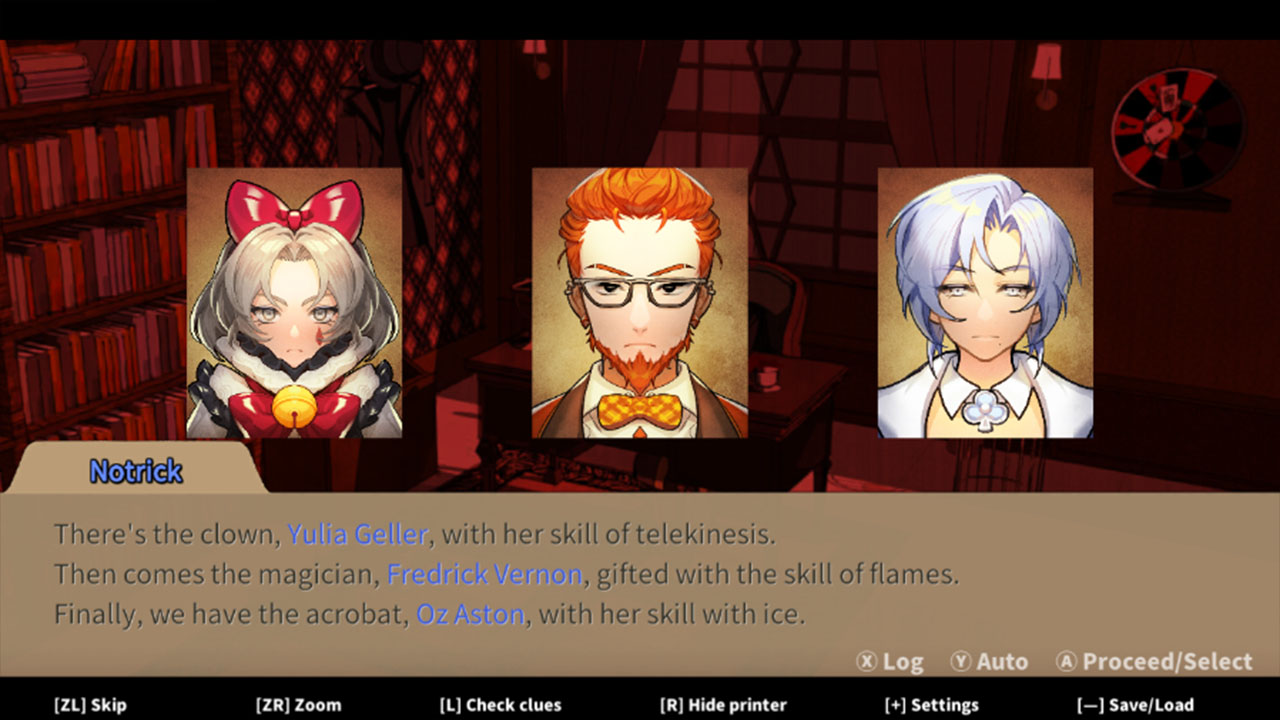 Notrick
There's the clown, Yulia Geller, with her skill of telekinesis.
Then comes the magician, Fredrick Vernon, gifted with the skill of flames.
Finally, we have the acrobat, Oz Aston, with her skill with ice.
Ⓧ Log Ⓨ Auto Ⓐ Proceed/Select
[ZL] Skip [ZR] Zoom [L] Check clues [R] Hide printer [+] Settings [—] Save/Load